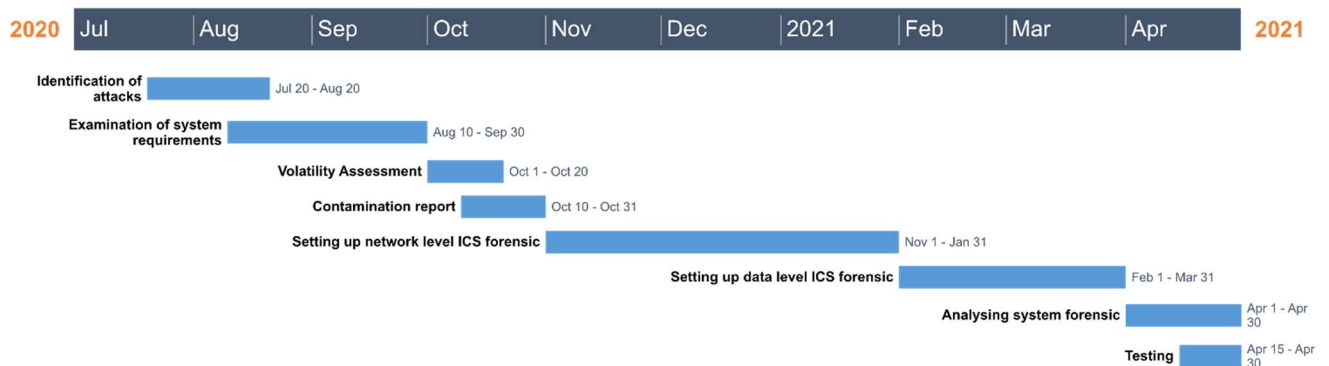 2020 Jul Aug Sep Oct Nov Dec 2021 Feb Mar Apr 2021
Identification of
attacks
Jul 20 - Aug 20
Examination of system
requirements
Aug 10 - Sep 30
Volatility Assessment
Oct 1 - Oct 20
Contamination report
Oct 10 - Oct 31
Setting up network level ICS forensic
Nov 1 - Jan 31
Setting up data level ICS forensic
Feb 1 - Mar 31
Analysing system forensic
Apr 1 - Apr
30
Testing
Apr 15 - Apr
30